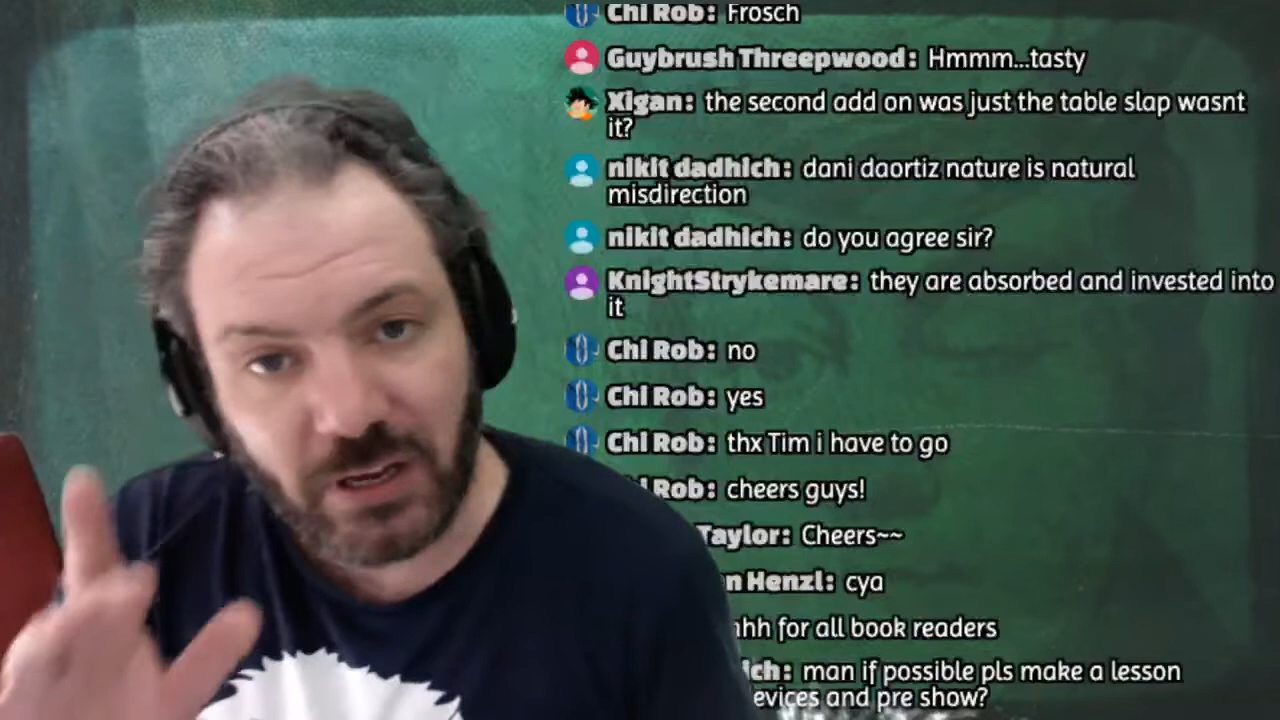 Chi Rob: Frosch
Guybrush Threepwood: Hmmm...tasty
Xigan: the second add on was just the table slap wasnt
it?
nikit dadhich: dani daortiz nature is natural
misdirection
nikit dadhich: do you agree sir?
KnightStrykemare: they are absorbed and invested into
it
Chi Rob: no
Chi Rob: yes
Chi Rob: thx Tim i have to go
Rob: cheers guys!
Taylor: Cheers~~
n Henzl: cya
hh for all book readers
ich: man if possible pls make a lesson
evices and pre show?